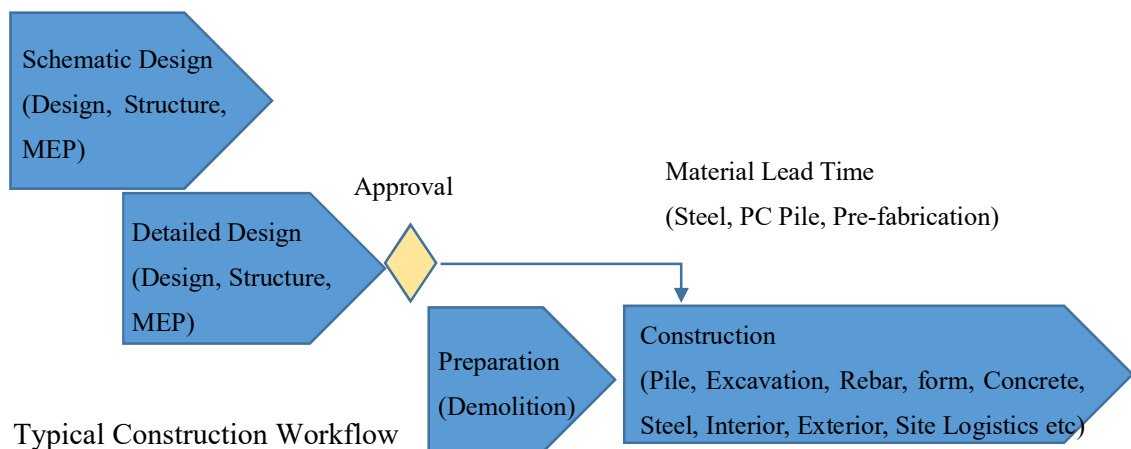 Schematic Design
(Design, Structure,
MEP)
Approval
Material Lead Time
(Steel, PC Pile, Pre-fabrication)
Detailed Design
(Design, Structure,
MEP)
Preparation
(Demolition)
Construction
(Pile, Excavation, Rebar, form, Concrete,
Steel, Interior, Exterior, Site Logistics etc)
Typical Construction Workflow